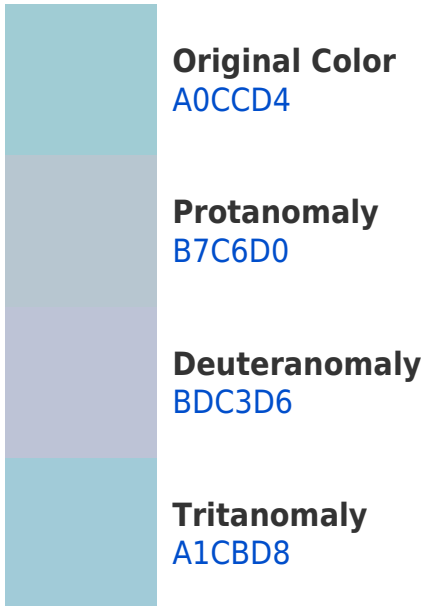 Original Color
A0CCD4
Protanomaly
B7C6D0
Deuteranomaly
BDC3D6
Tritanomaly
A1CBD8